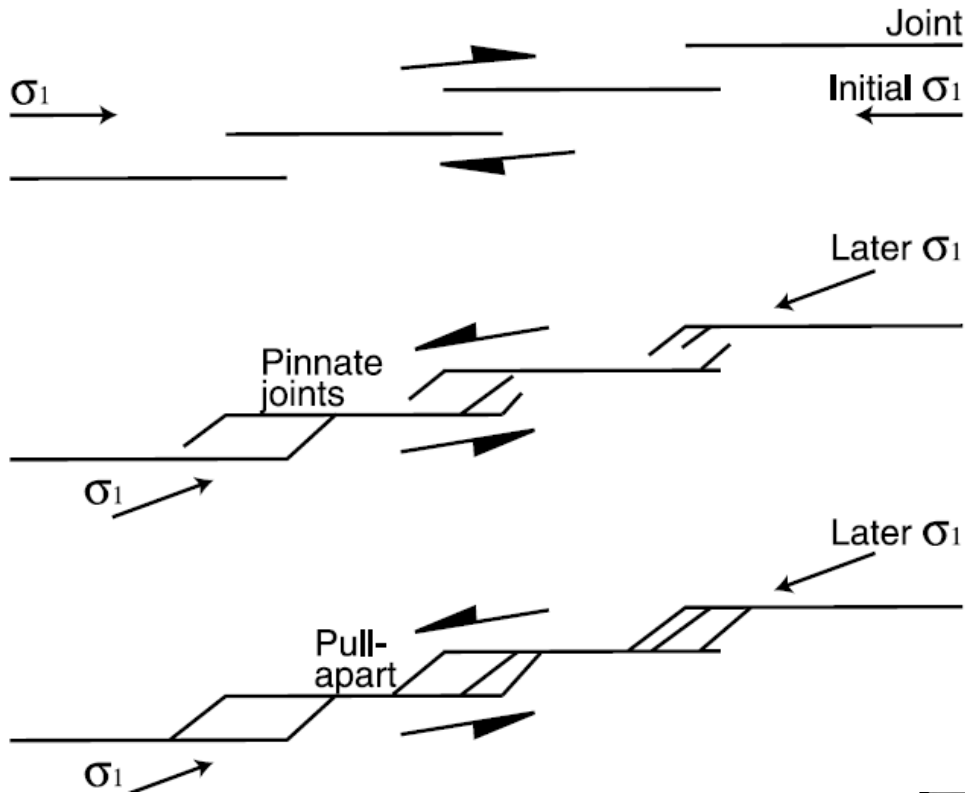 Joint
σ1
Initial σ1
Later σ1
Pinnate
joints
σ1
Later σ1
Pull-
apart
σ1